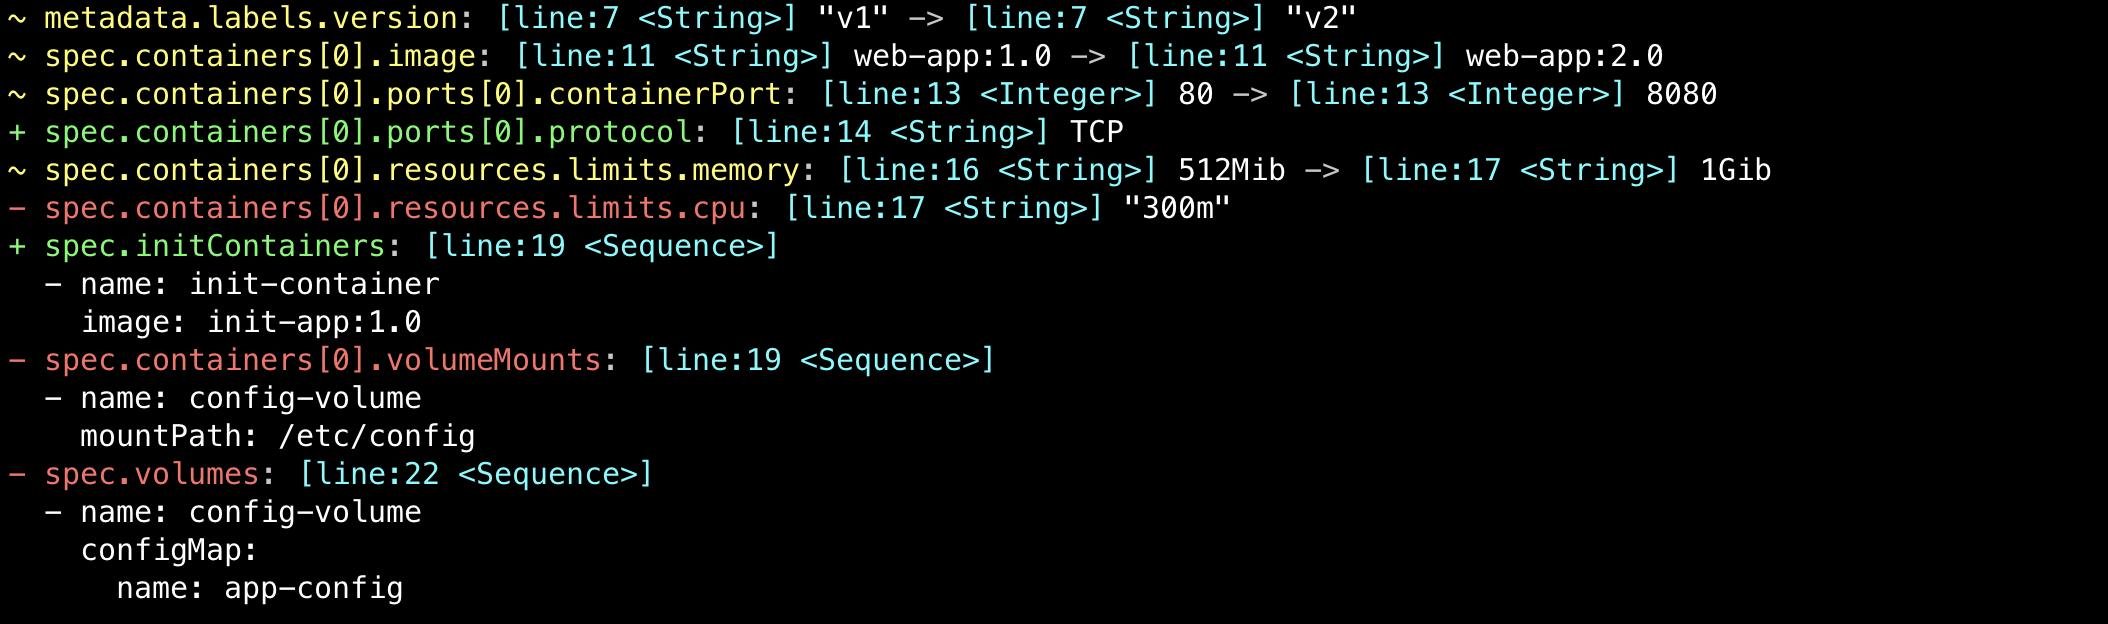 ~ metadata.labels.version: [line:7 <String>] "v1" -> [line:7 <String>] "v2"
~ spec.containers[0].image: [line:11 <String>] web-app:1.0 -> [line:11 <String>] web-app:2.0
~ spec.containers[0].ports[0].containerPort: [line:13 <Integer>] 80 -> [line:13 <Integer>] 8080
+ spec.containers[0].ports[0].protocol: [line:14 <String>] TCP
~ spec.containers[0].resources.limits.memory: [line:16 <String>] 512Mib -> [line:17 <String>] 1Gib
- spec.containers[0].resources.limits.cpu: [line:17 <String>] "300m"
+ spec.initContainers: [line:19 <Sequence>]
  - name: init-container
    image: init-app:1.0
- spec.containers[0].volumeMounts: [line:19 <Sequence>]
  - name: config-volume
    mountPath: /etc/config
- spec.volumes: [line:22 <Sequence>]
  - name: config-volume
    configMap:
      name: app-config